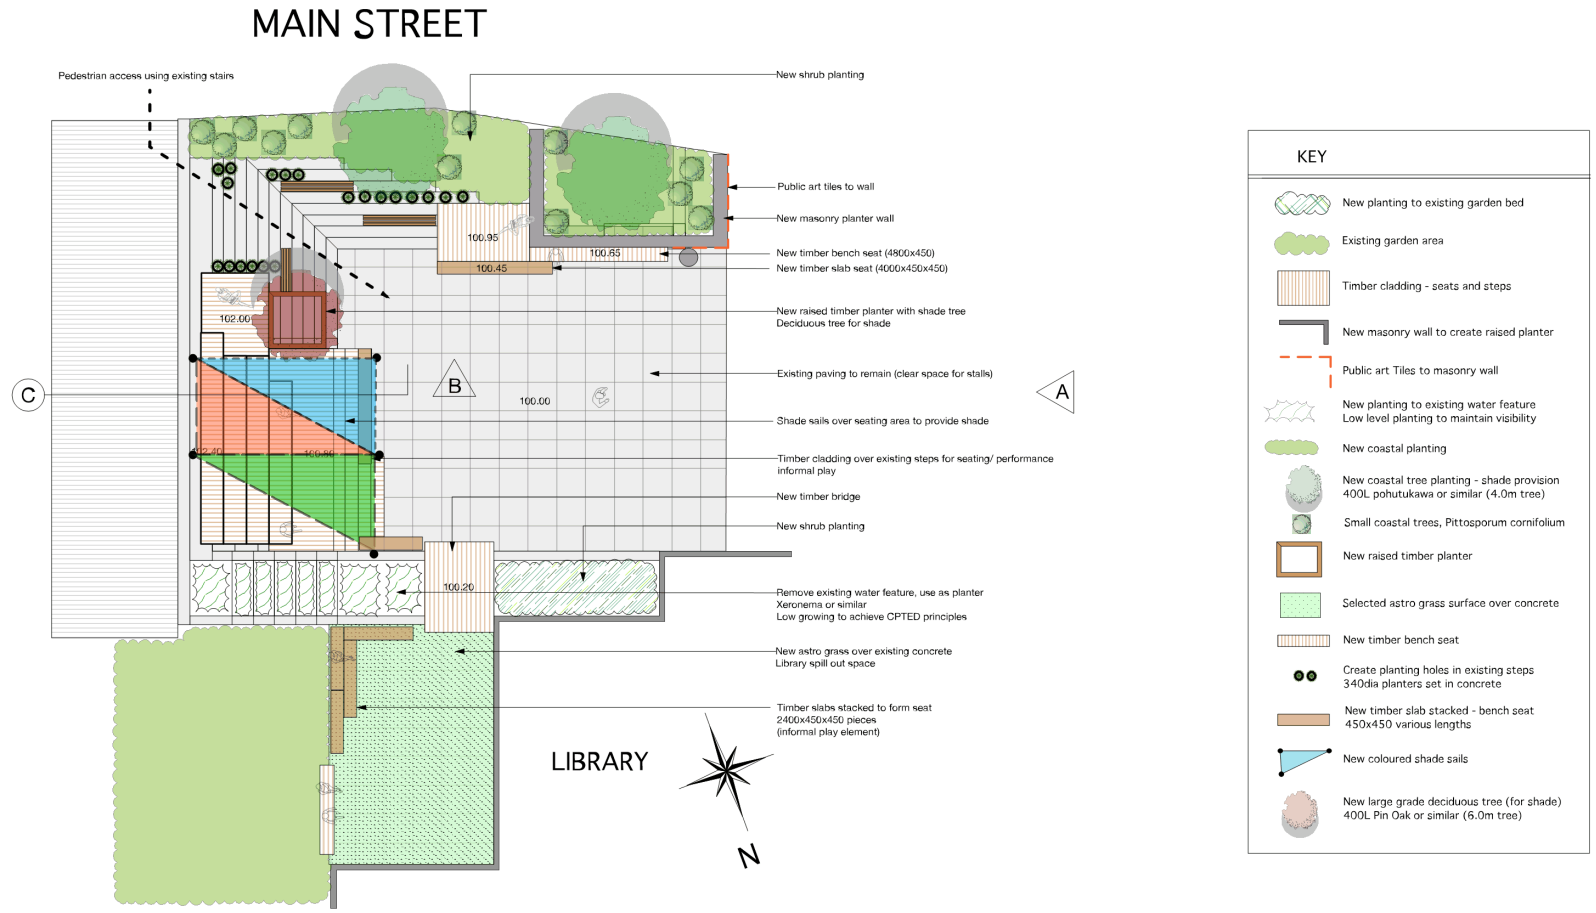 MAIN STREET
Pedestrian access using existing stairs
New shrub planting
Public art tiles to wall
New masonry planter wall
New timber bench seat (4800x450)
New timber slab seat (4000x450x450)
New raised timber planter with shade tree
Deciduous tree for shade
Existing paving to remain (clear space for stalls)
Shade sails over seating area to provide shade
Timber cladding over existing steps for seating/ performance
informal play
New timber bridge
New shrub planting
Remove existing water feature, use as planter
Xeronema or similar
Low growing to achieve CPTED principles
New astro grass over existing concrete
Library spill out space
Timber slabs stacked to form seat
2400x450x450 pieces
(informal play element)
100.95
100.65
100.45
102.00
C
B
A
100.00
102.40
100.80
100.20
LIBRARY
N
KEY
New planting to existing garden bed
Existing garden area
Timber cladding - seats and steps
New masonry wall to create raised planter
Public art Tiles to masonry wall
New planting to existing water feature
Low level planting to maintain visibility
New coastal planting
New coastal tree planting - shade provision
400L pohutukawa or similar (4.0m tree)
Small coastal trees, Pittosporum cornifolium
New raised timber planter
Selected astro grass surface over concrete
New timber bench seat
Create planting holes in existing steps
340dia planters set in concrete
New timber slab stacked - bench seat
450x450 various lengths
New coloured shade sails
New large grade deciduous tree (for shade)
400L Pin Oak or similar (6.0m tree)